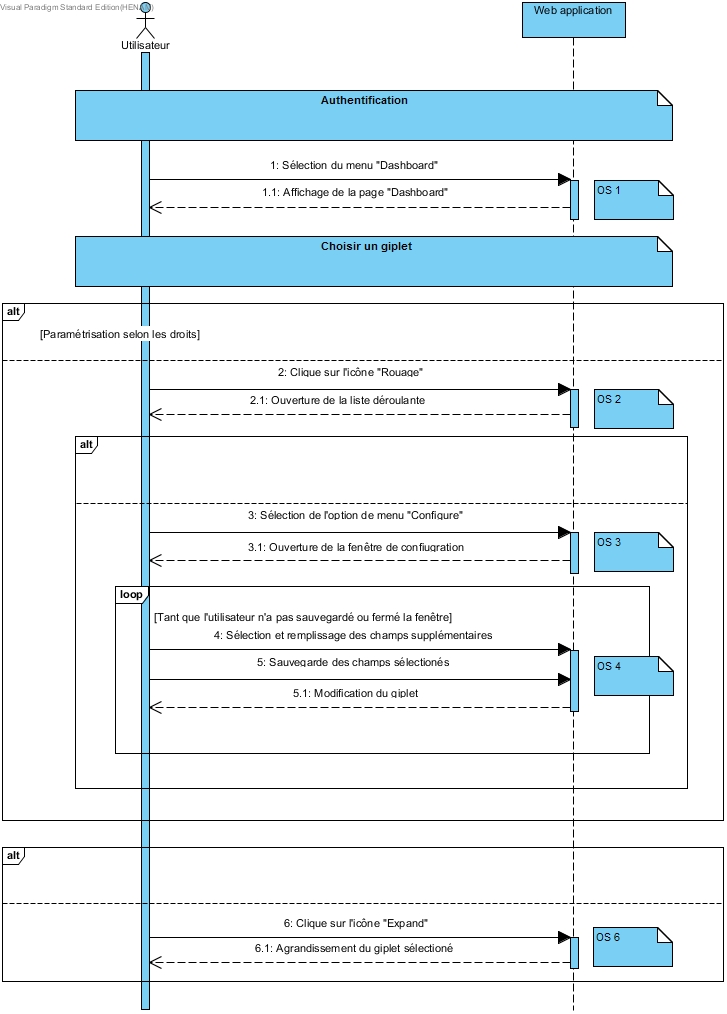 Visual Paradigm Standard Edition(HENA
Utilisateur
Web application
Authentification
1: Sélection du menu "Dashboard"
1.1: Affichage de la page "Dashboard"
OS 1
Choisir un giplet
alt
[Paramétrisation selon les droits]
2: Clique sur l'icône "Rouage"
2.1: Ouverture de la liste déroulante
OS 2
alt
3: Sélection de l'option de menu "Configure"
3.1: Ouverture de la fenêtre de confiugration
OS 3
loop
[Tant que l'utilisateur n'a pas sauvegardé ou fermé la fenêtre]
4: Sélection et remplissage des champs supplémentaires
5: Sauvegarde des champs sélectionés
OS 4
5.1: Modification du giplet
alt
6: Clique sur l'icône "Expand"
6.1: Agrandissement du giplet sélectioné
OS 6